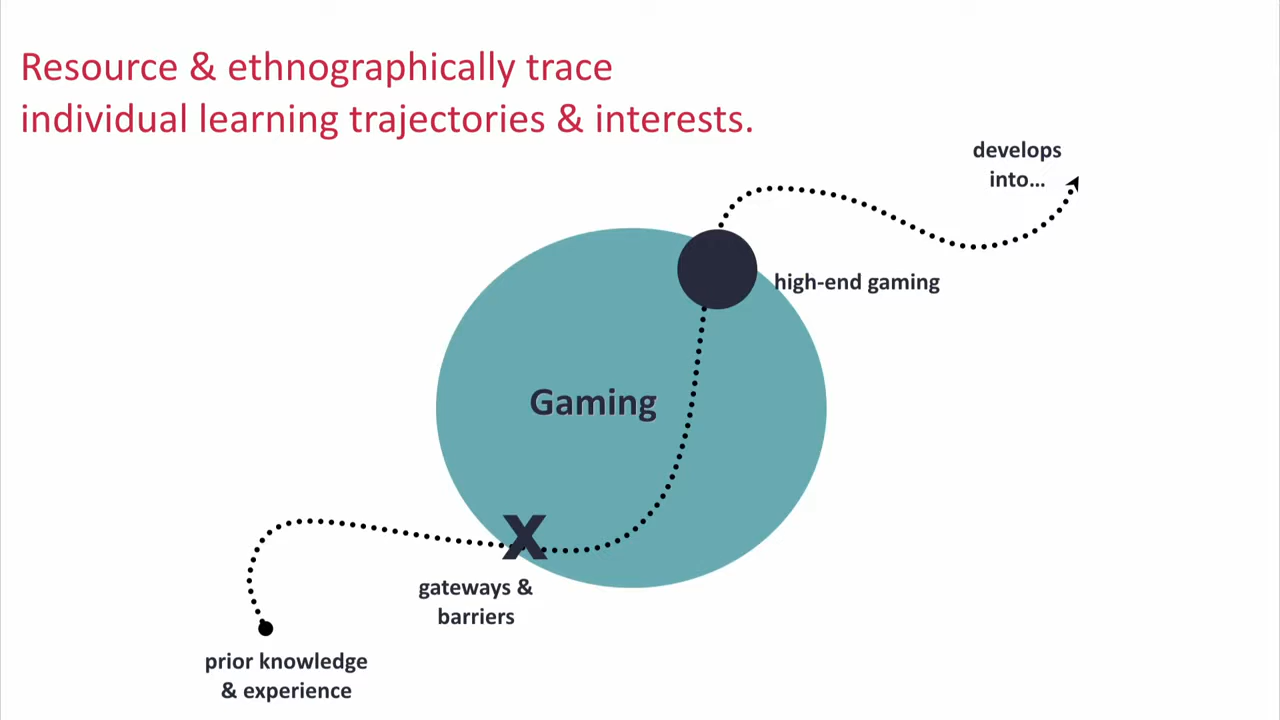 Resource & ethnographically trace
individual learning trajectories & interests.
develops
into...
high-end gaming
Gaming
X
gateways &
barriers
prior knowledge
& experience